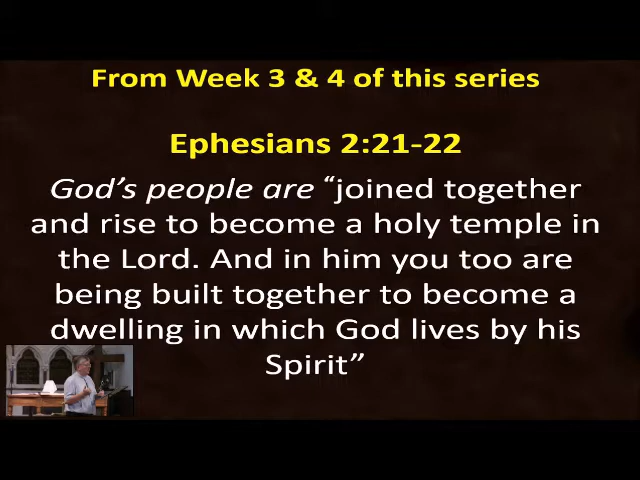 From Week 3 & 4 of this series
Ephesians 2:21-22
God's people are “joined together
and rise to become a holy temple in
the Lord. And in him you too are
being built together to become a
dwelling in which God lives by his
Spirit”